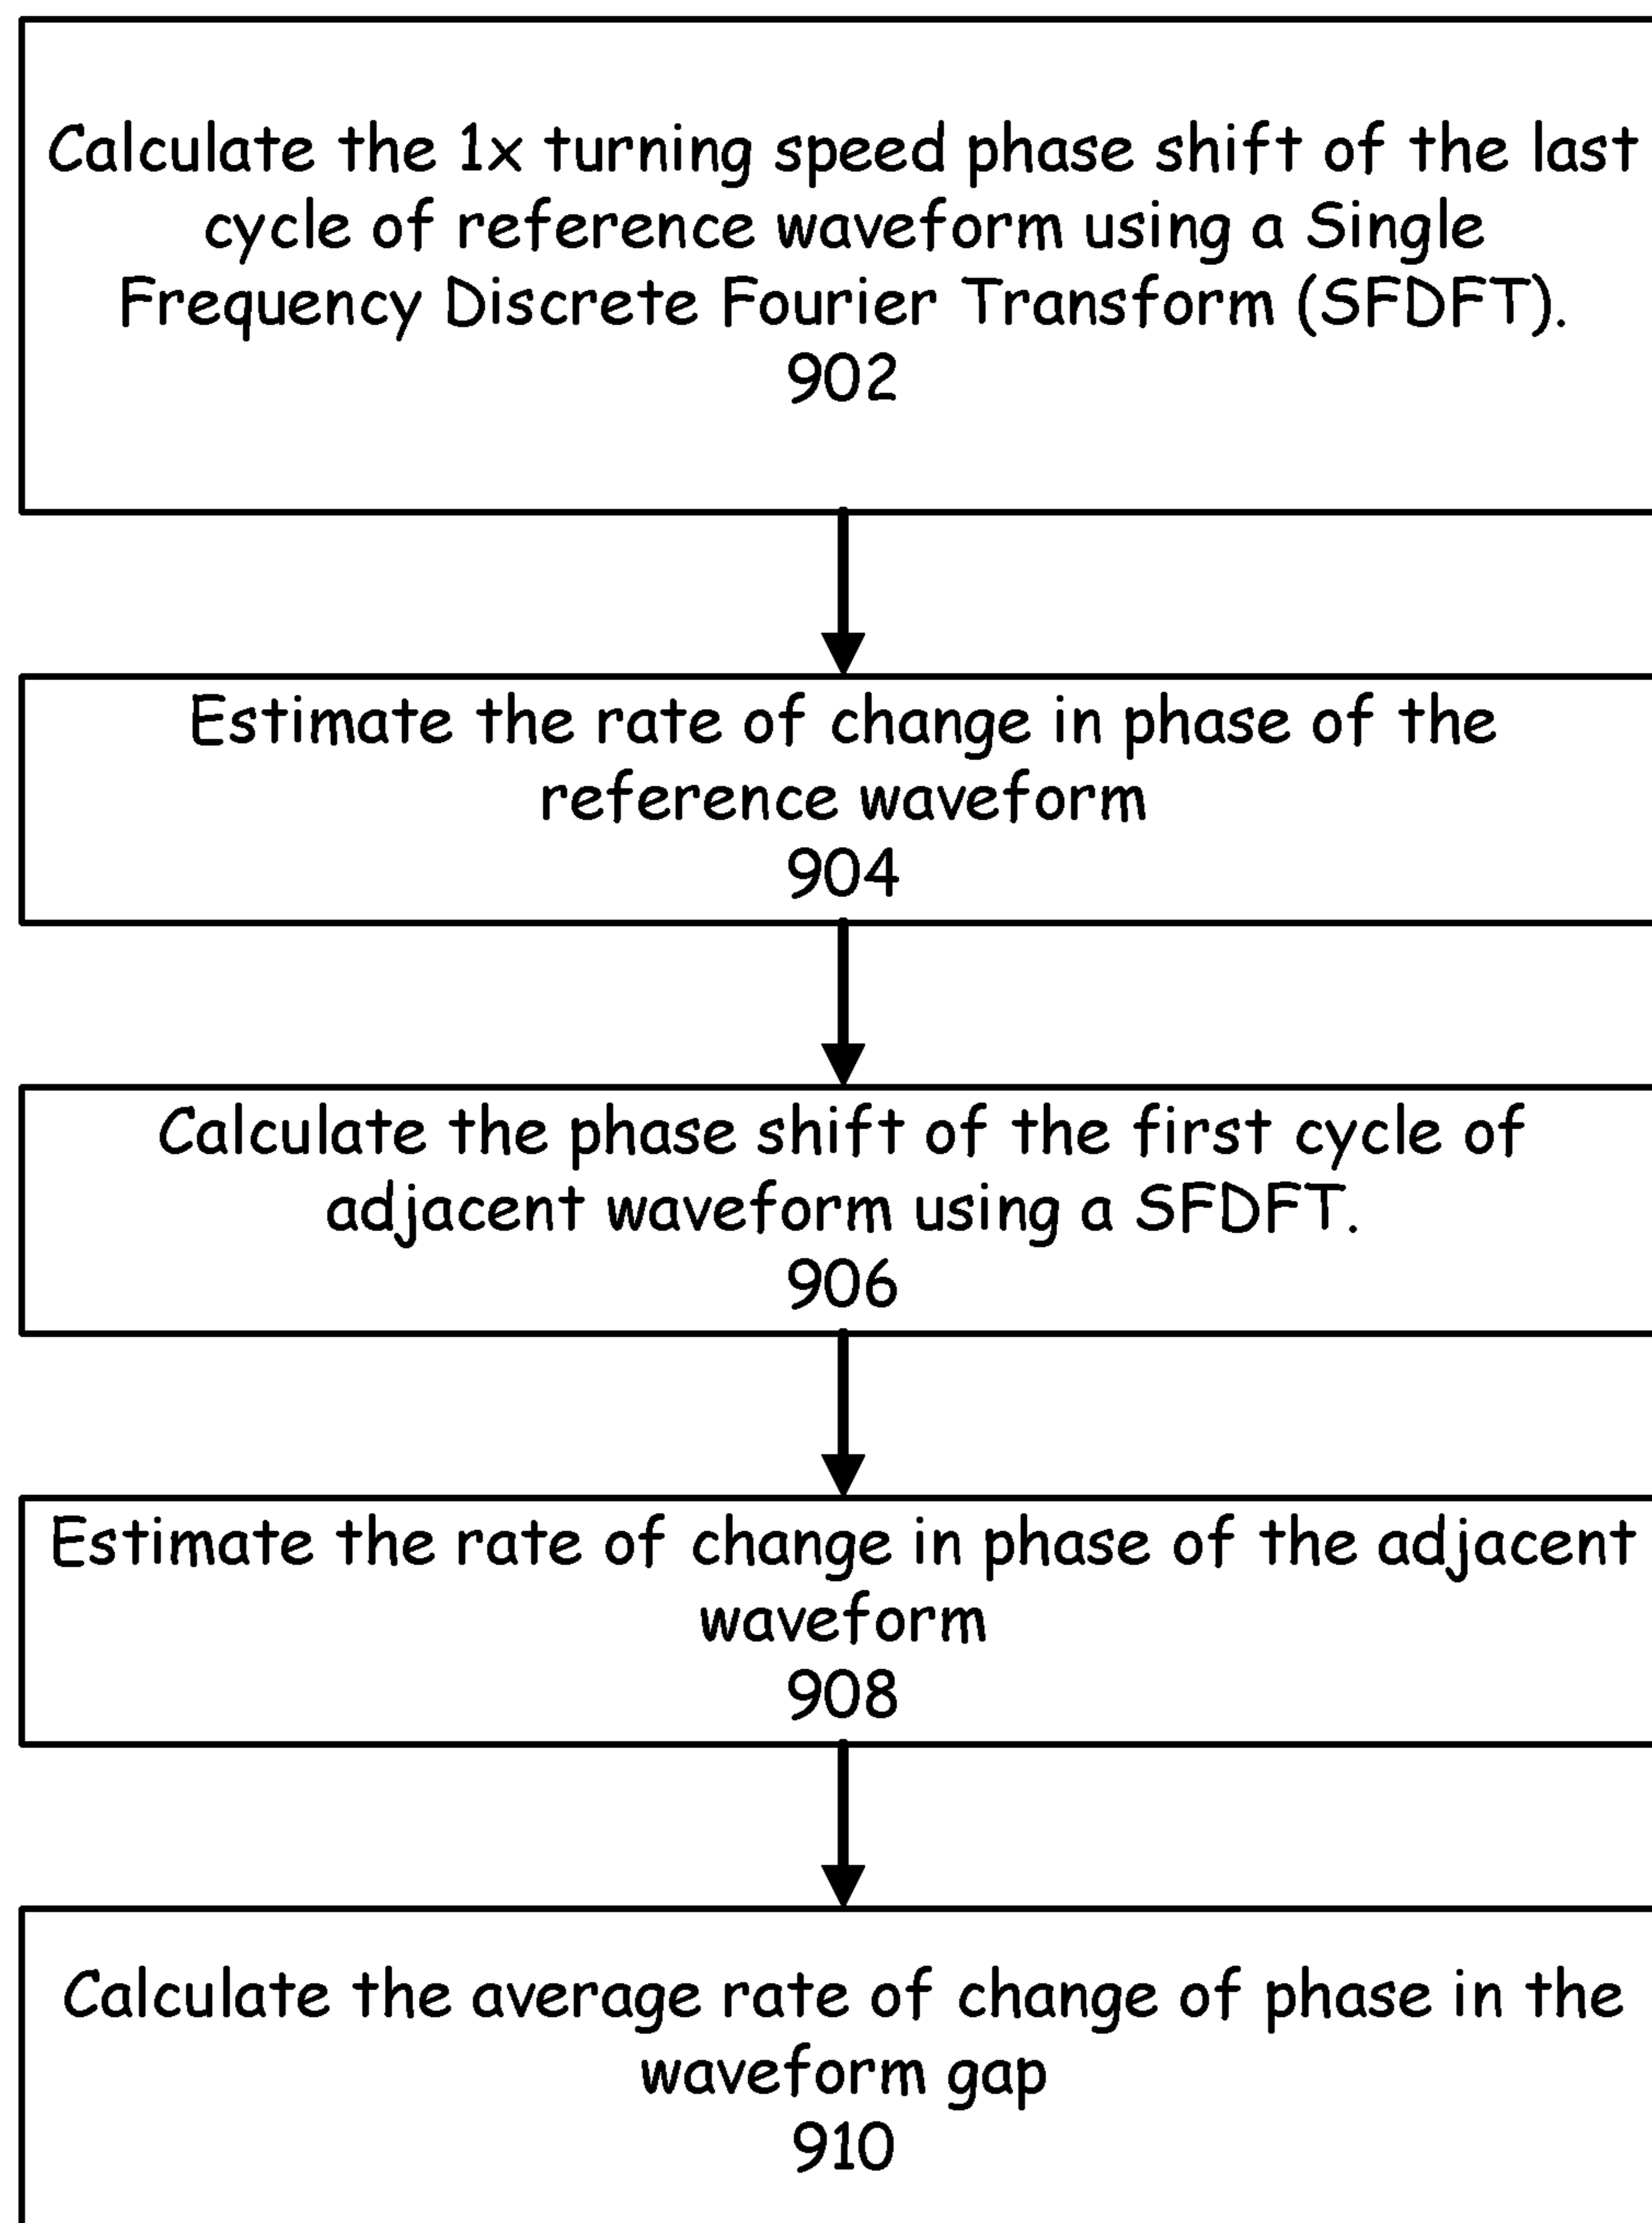 Calculate the 1x turning speed phase shift of the last
cycle of reference waveform using a Single
Frequency Discrete Fourier Transform (SFDFT).
902
Estimate the rate of change in phase of the
reference waveform
904
Calculate the phase shift of the first cycle of
adjacent waveform using a SFDFT.
906
Estimate the rate of change in phase of the adjacent
waveform
908
Calculate the average rate of change of phase in the
waveform gap
910